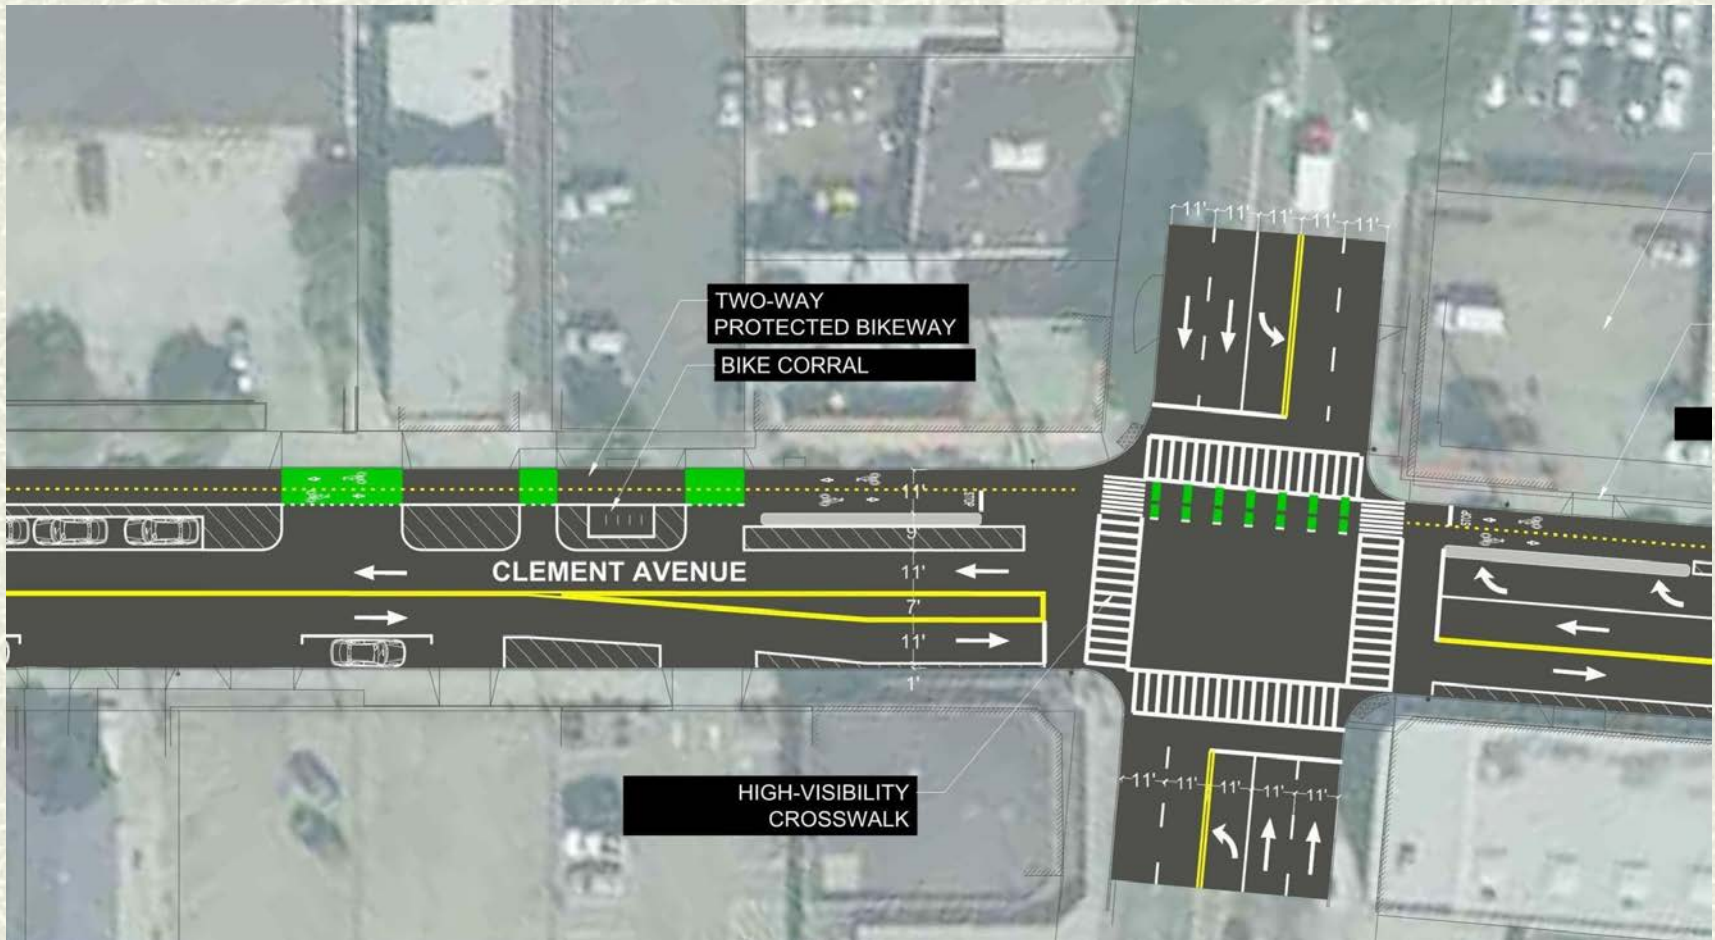 11' 11' 11' 11' 11'
TWO-WAY
PROTECTED BIKEWAY
BIKE CORRAL
11'
STOP
STOP
9'
CLEMENT AVENUE
11'
7'
11'
1'
HIGH-VISIBILITY
CROSSWALK
11' 11' 11' 11' 11'